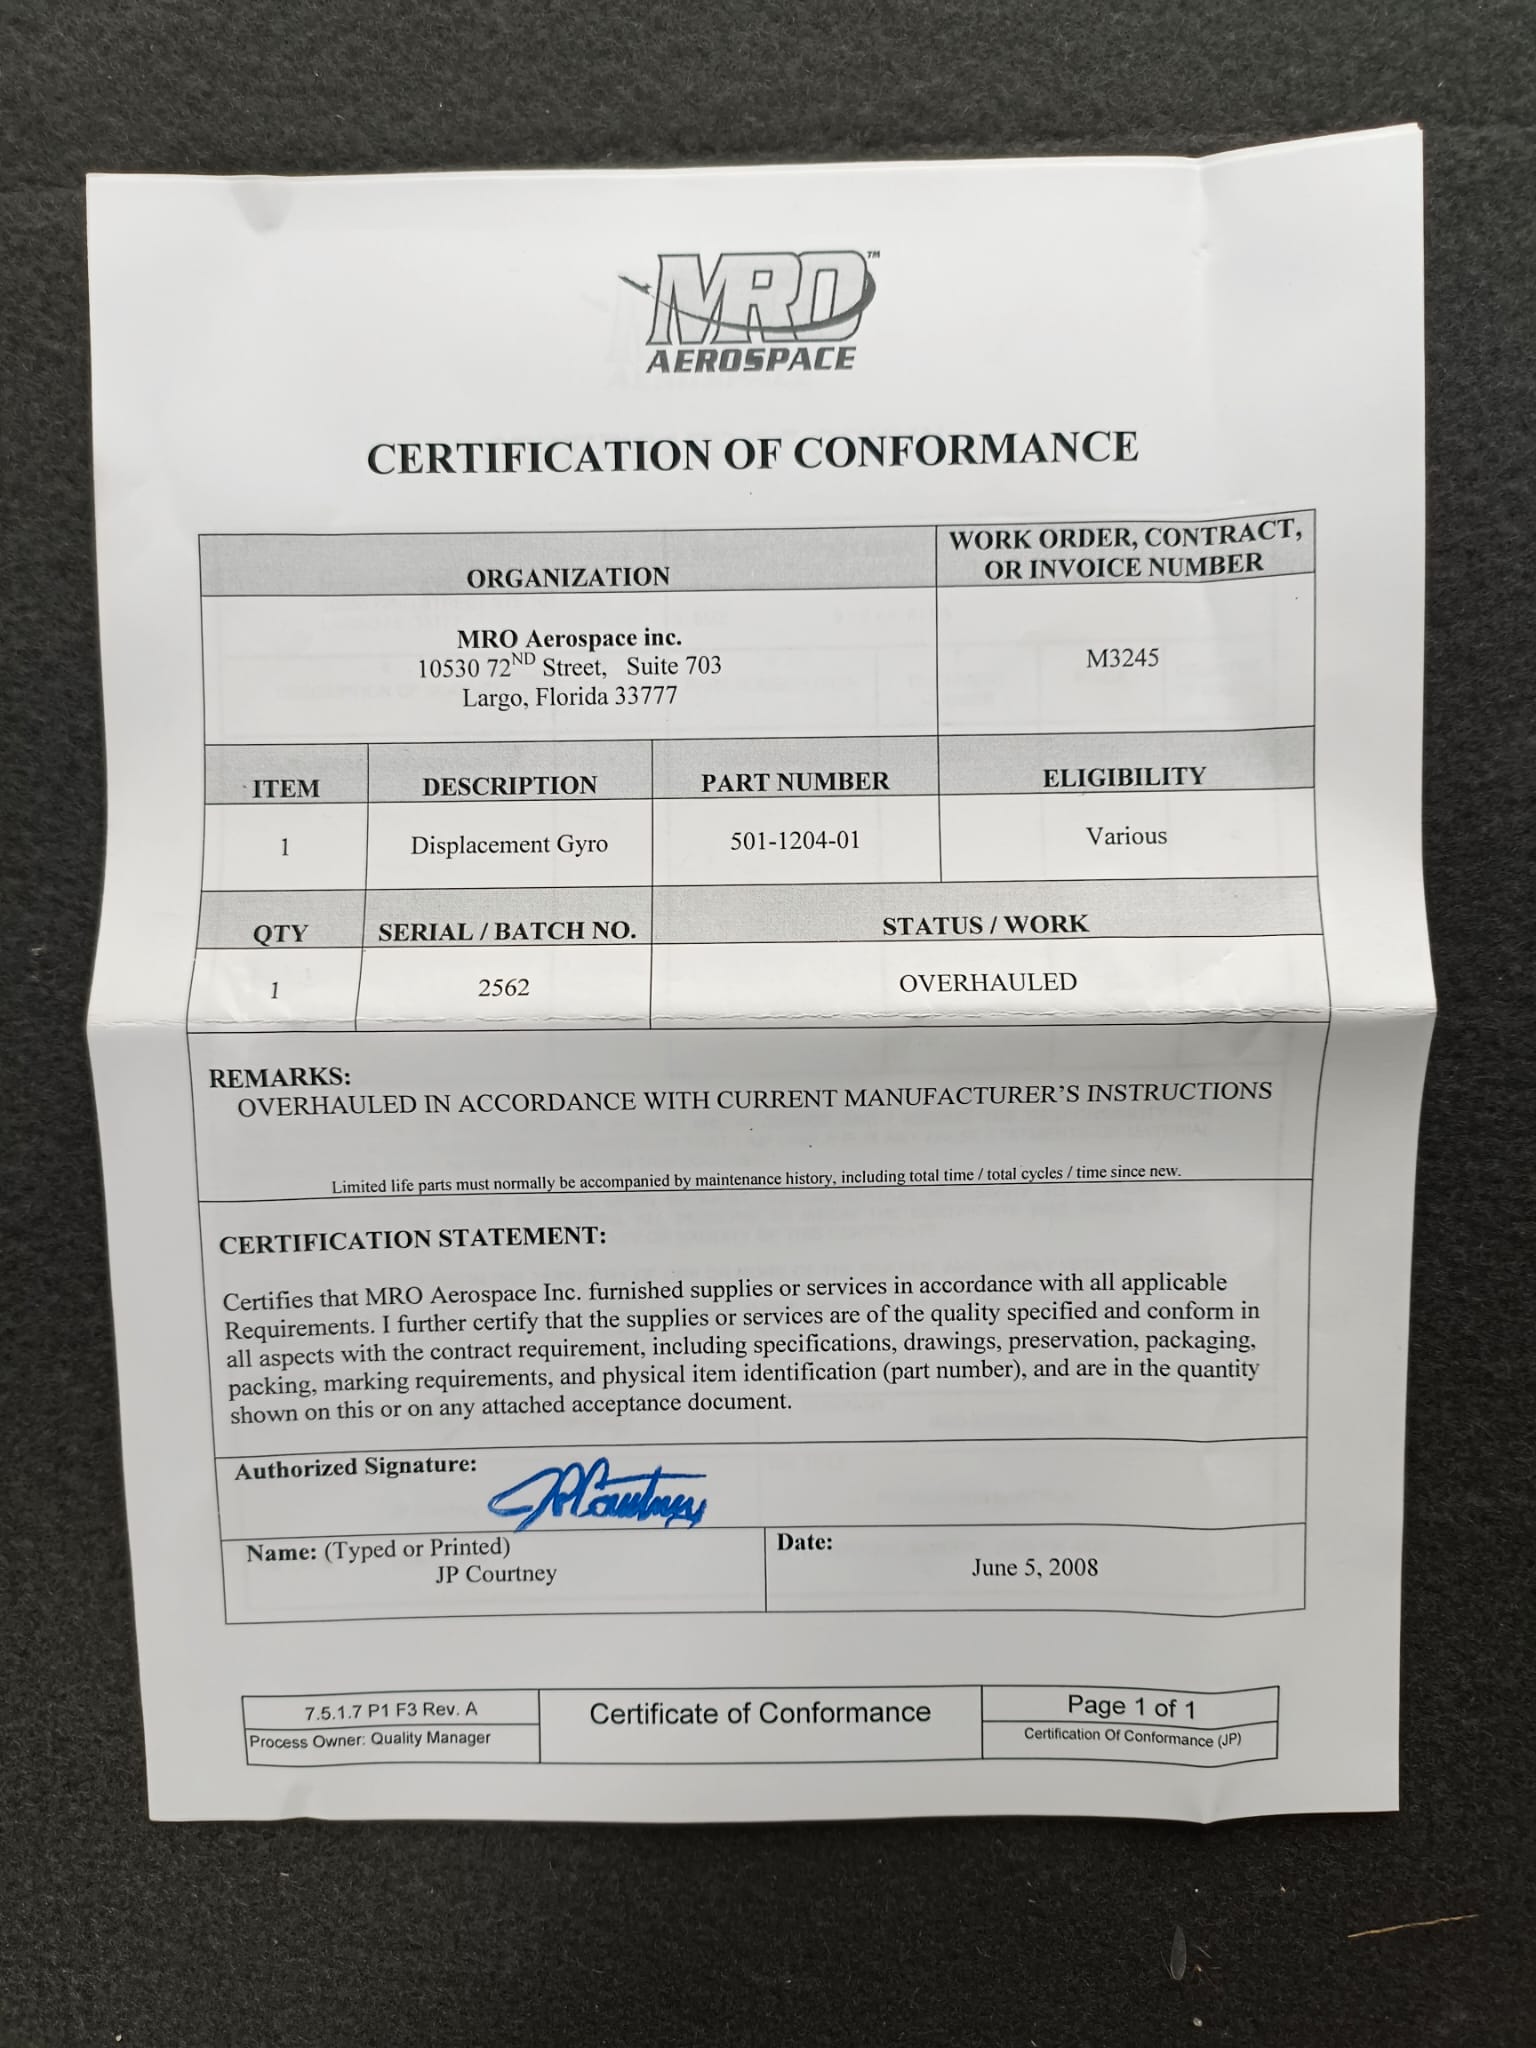 MRO™
AEROSPACE
CERTIFICATION OF CONFORMANCE
ORGANIZATION
WORK ORDER, CONTRACT,
OR INVOICE NUMBER
MRO Aerospace inc.
10530 72ND Street, Suite 703
Largo, Florida 33777
M3245
ITEM DESCRIPTION PART NUMBER ELIGIBILITY
1 Displacement Gyro 501-1204-01 Various
QTY SERIAL / BATCH NO. STATUS / WORK
1 2562 OVERHAULED
REMARKS:
OVERHAULED IN ACCORDANCE WITH CURRENT MANUFACTURER'S INSTRUCTIONS
Limited life parts must normally be accompanied by maintenance history, including total time / total cycles / time since new.
CERTIFICATION STATEMENT:
Certifies that MRO Aerospace Inc. furnished supplies or services in accordance with all applicable
Requirements. I further certify that the supplies or services are of the quality specified and conform in
all aspects with the contract requirement, including specifications, drawings, preservation, packaging,
packing, marking requirements, and physical item identification (part number), and are in the quantity
shown on this or on any attached acceptance document.
Authorized Signature: JPCourtney
Name: (Typed or Printed)
JP Courtney
Date:
June 5, 2008
7.5.1.7 P1 F3 Rev. A
Process Owner: Quality Manager
Certificate of Conformance
Page 1 of 1
Certification Of Conformance (JP)